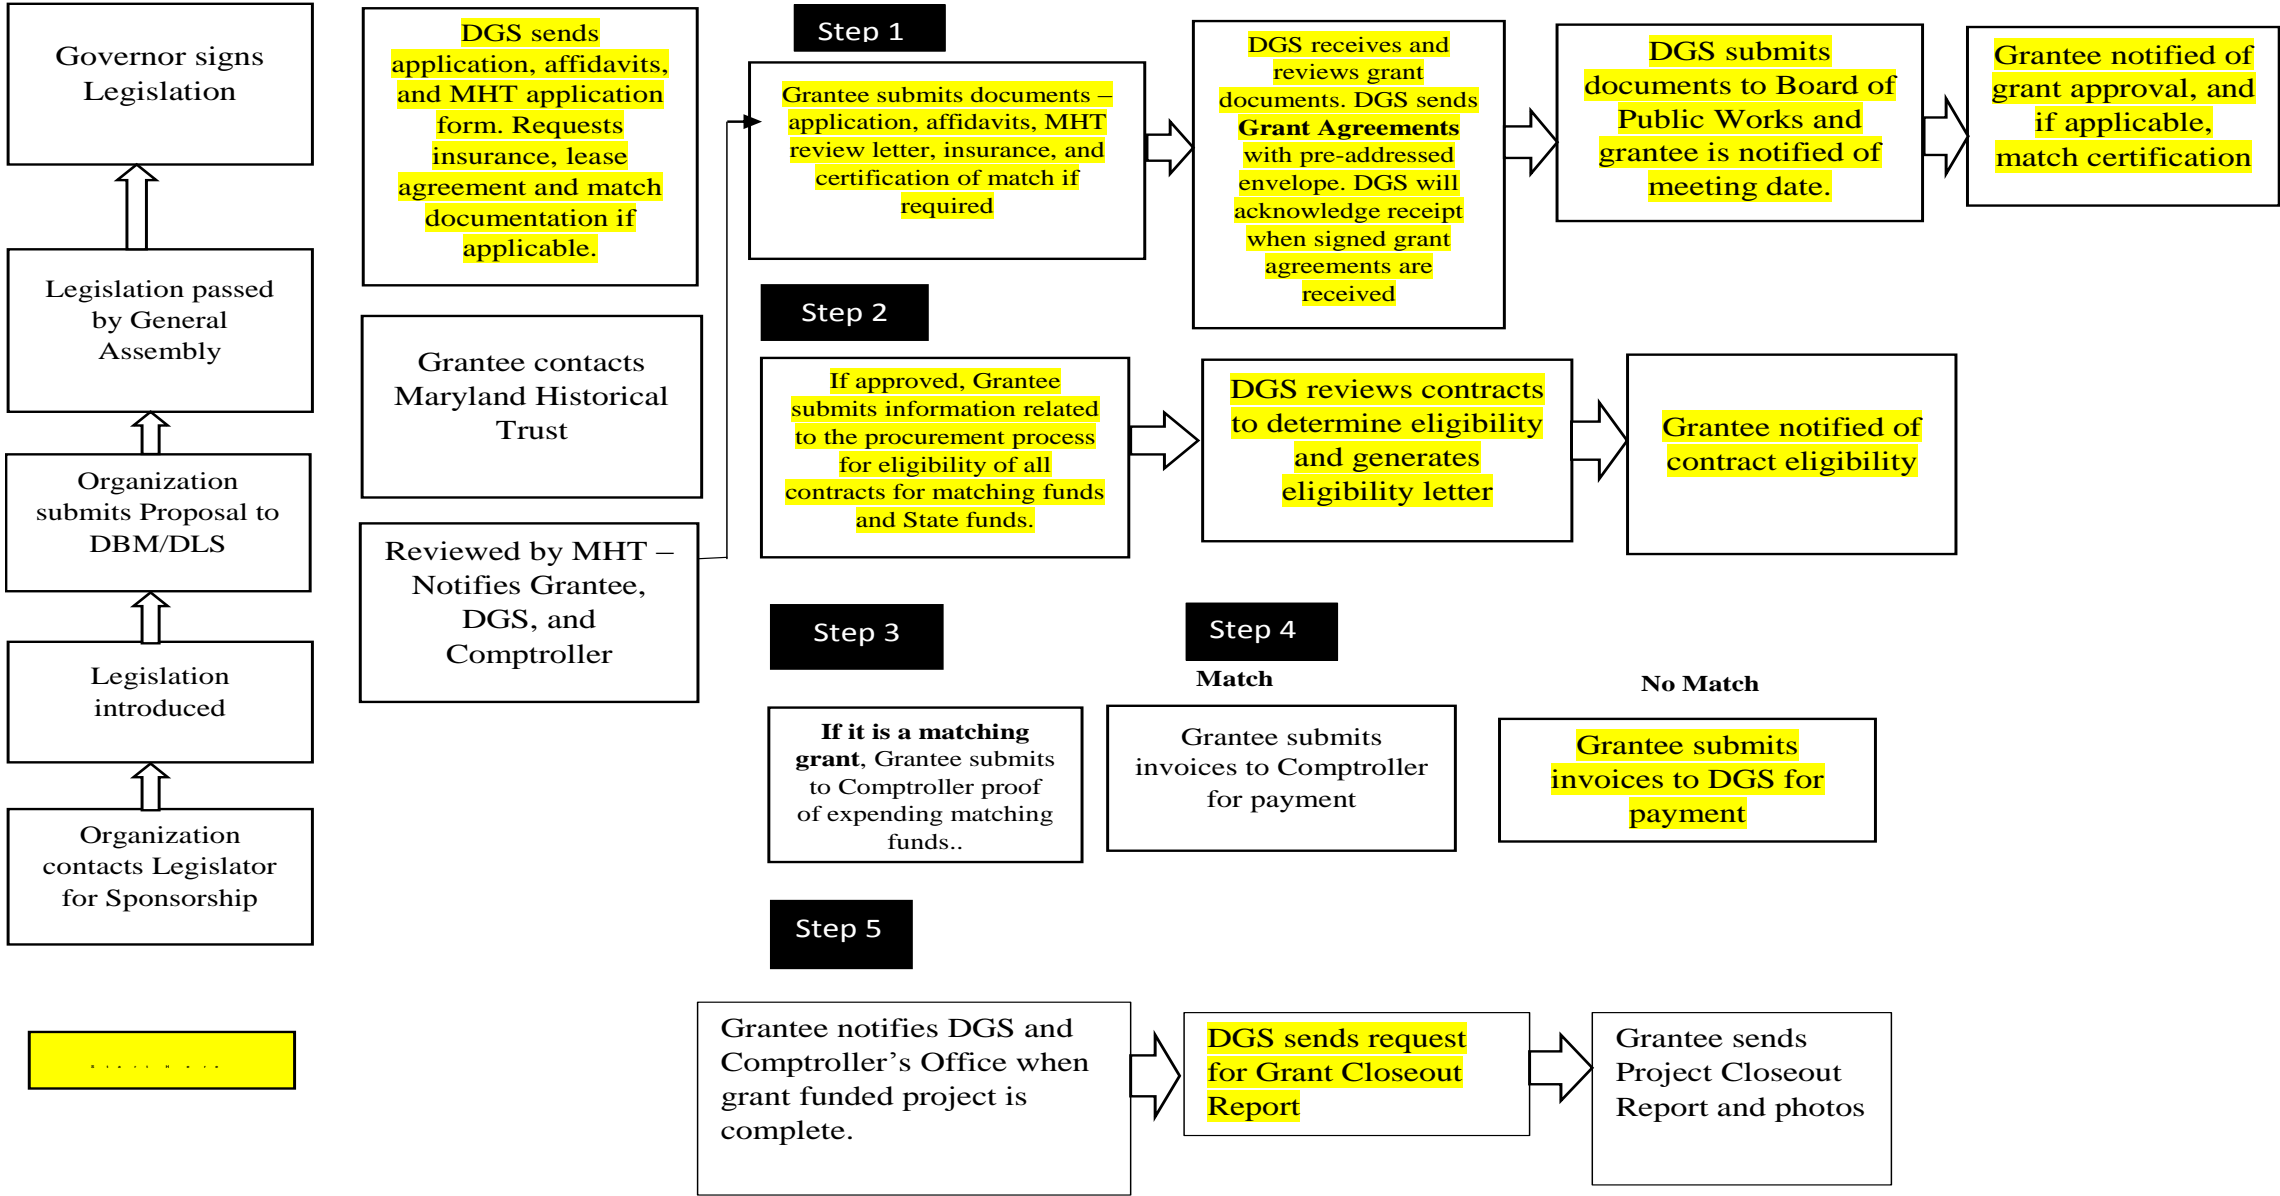 Governor signs
Legislation
Legislation passed
by General
Assembly
Organization
submits Proposal to
DBM/DLS
Legislation
introduced
Organization
contacts Legislator
for Sponsorship
DGS sends
application, affidavits,
and MHT application
form. Requests
insurance, lease
agreement and match
documentation if
applicable.
Grantee contacts
Maryland Historical
Trust
Reviewed by MHT –
Notifies Grantee,
DGS, and
Comptroller
Step 1
Grantee submits documents –
application, affidavits, MHT
review letter, insurance, and
certification of match if
required
DGS receives and
reviews grant
documents. DGS sends
Grant Agreements
with pre-addressed
envelope. DGS will
acknowledge receipt
when signed grant
agreements are
received
DGS submits
documents to Board of
Public Works and
grantee is notified of
meeting date.
Grantee notified of
grant approval, and
if applicable,
match certification
Step 2
If approved, Grantee
submits information related
to the procurement process
for eligibility of all
contracts for matching funds
and State funds.
DGS reviews contracts
to determine eligibility
and generates
eligibility letter
Grantee notified of
contract eligibility
Step 3
If it is a matching
grant, Grantee submits
to Comptroller proof
of expending matching
funds..
Step 4
Match
Grantee submits
invoices to Comptroller
for payment
No Match
Grantee submits
invoices to DGS for
payment
Step 5
Grantee notifies DGS and
Comptroller’s Office when
grant funded project is
complete.
DGS sends request
for Grant Closeout
Report
Grantee sends
Project Closeout
Report and photos